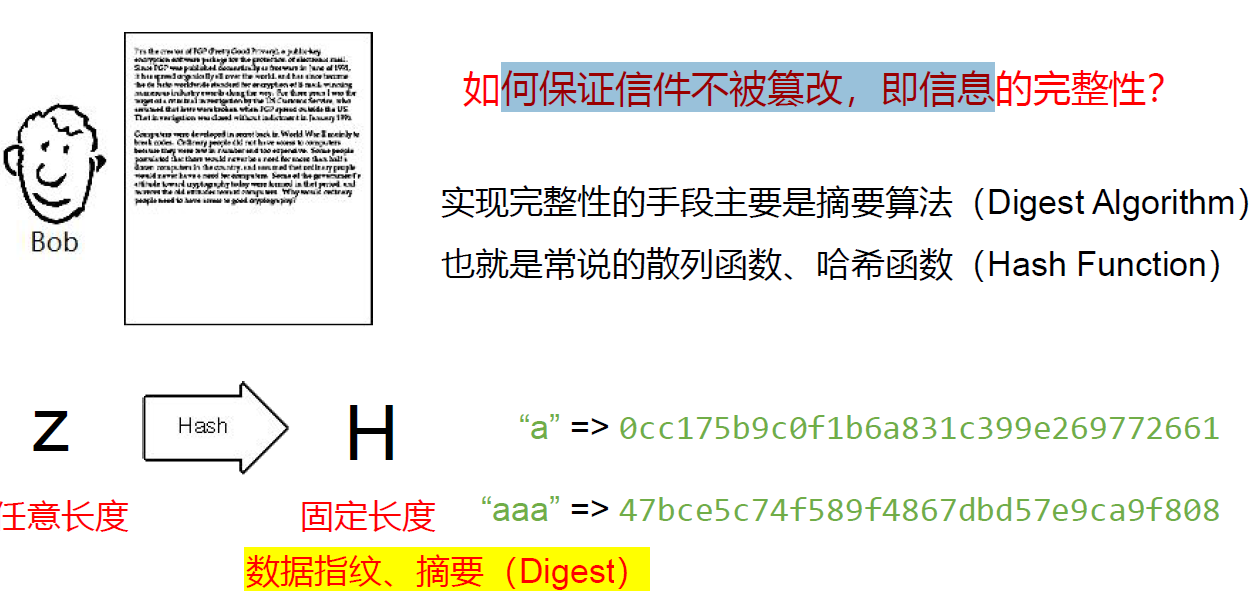 I'm the creator of PGP (Pretty Good Privacy), a public-key
encryption software package for the protection of electronic mail.
Since PGP was published domestically as freeware in June of 1991,
it has spread organically all over the world, and has since become
the de facto worldwide standard for encryption of E-mail, winning
numerous industry awards along the way. For three years I was the
target of a criminal investigation by the US Customs Service, who
assumed that laws were broken when PGP spread outside the US.
That investigation was closed without indictment in January 1996.
Computers were developed in secret back in World War II mainly to
break codes. Ordinary people did not have access to computers
because they were few in number and too expensive. Some people
postulated that there would never be a need for more than half a
dozen computers in the country, and assumed that ordinary people
would never have a need for computers. Some of the government's
attitude toward cryptography today were formed in that period, and
mirrors the old attitudes toward computers. Why would ordinary
people need to have access to good cryptography?
Bob
如何保证信件不被篡改，即信息的完整性？
实现完整性的手段主要是摘要算法（Digest Algorithm）
也就是常说的散列函数、哈希函数（Hash Function）
z Hash H
任意长度 固定长度
数据指纹、摘要（Digest）
“a” => 0cc175b9c0f1b6a831c399e269772661
“aaa” => 47bce5c74f589f4867dbd57e9ca9f808